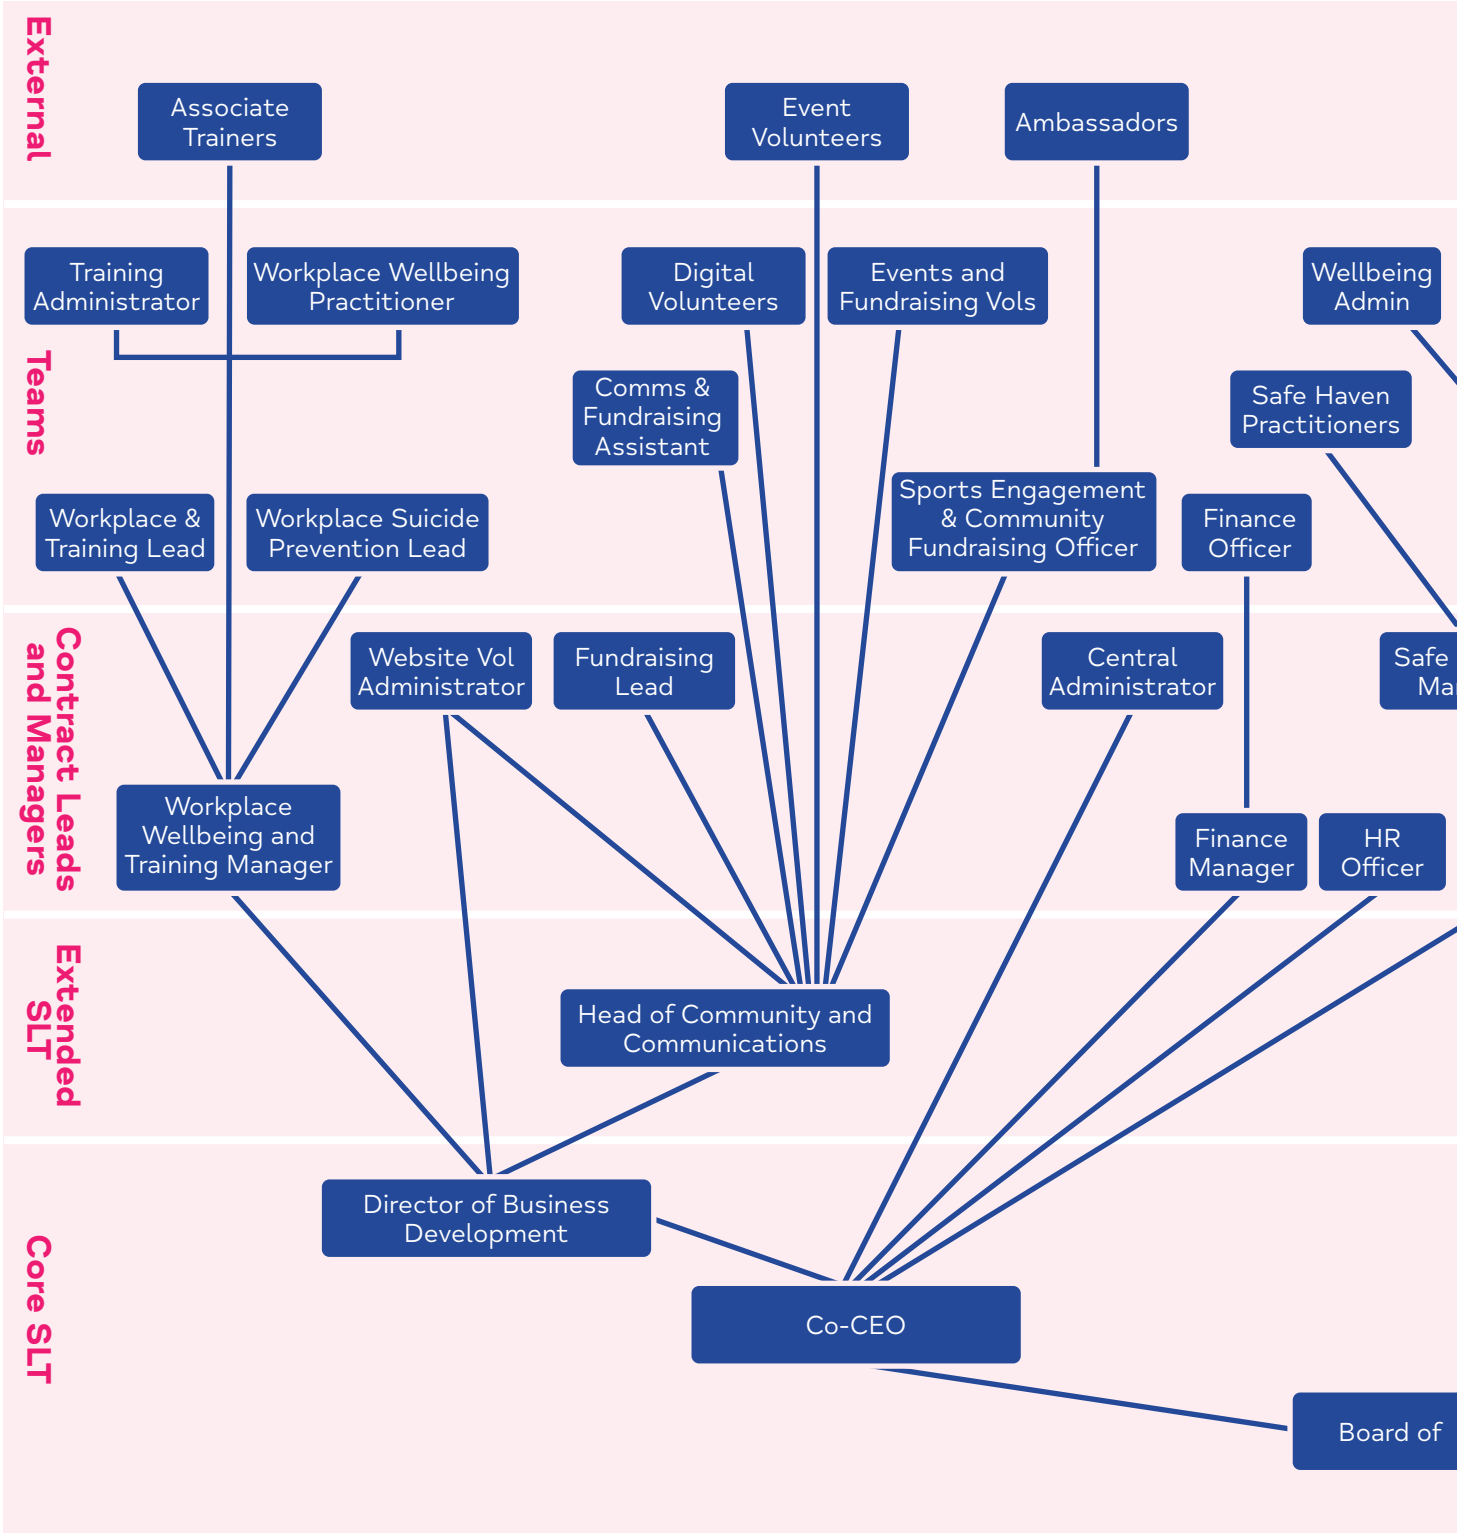 External
Associate
Trainers
Event
Volunteers
Ambassadors
Teams
Training
Administrator
Workplace Wellbeing
Practitioner
Digital
Volunteers
Events and
Fundraising Vols
Wellbeing
Admin
Comms &
Fundraising
Assistant
Safe Haven
Practitioners
Workplace &
Training Lead
Workplace Suicide
Prevention Lead
Sports Engagement
& Community
Fundraising Officer
Finance
Officer
Contract Leads
and Managers
Website Vol
Administrator
Fundraising
Lead
Central
Administrator
Safe
Workplace
Wellbeing and
Training Manager
Finance
Manager
HR
Officer
Extended
SLT
Head of Community and
Communications
Core SLT
Director of Business
Development
Co-CEO
Board of